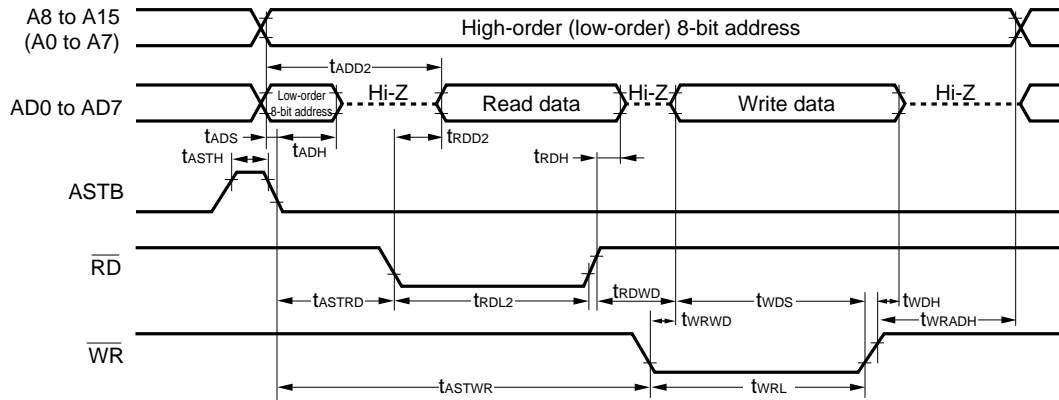 A8 to A15
(A0 to A7)
High-order (low-order) 8-bit address
tADD2
AD0 to AD7
Low-order
8-bit address
Hi-Z
Read data
Hi-Z
Write data
Hi-Z
tADS
tADH
tRDD2
tASTH
tRDH
ASTB
RD
tASTRD
tRDL2
tRDWD
tWDS
tWDH
tWRWD
tWRADH
WR
tASTWR
tWRL